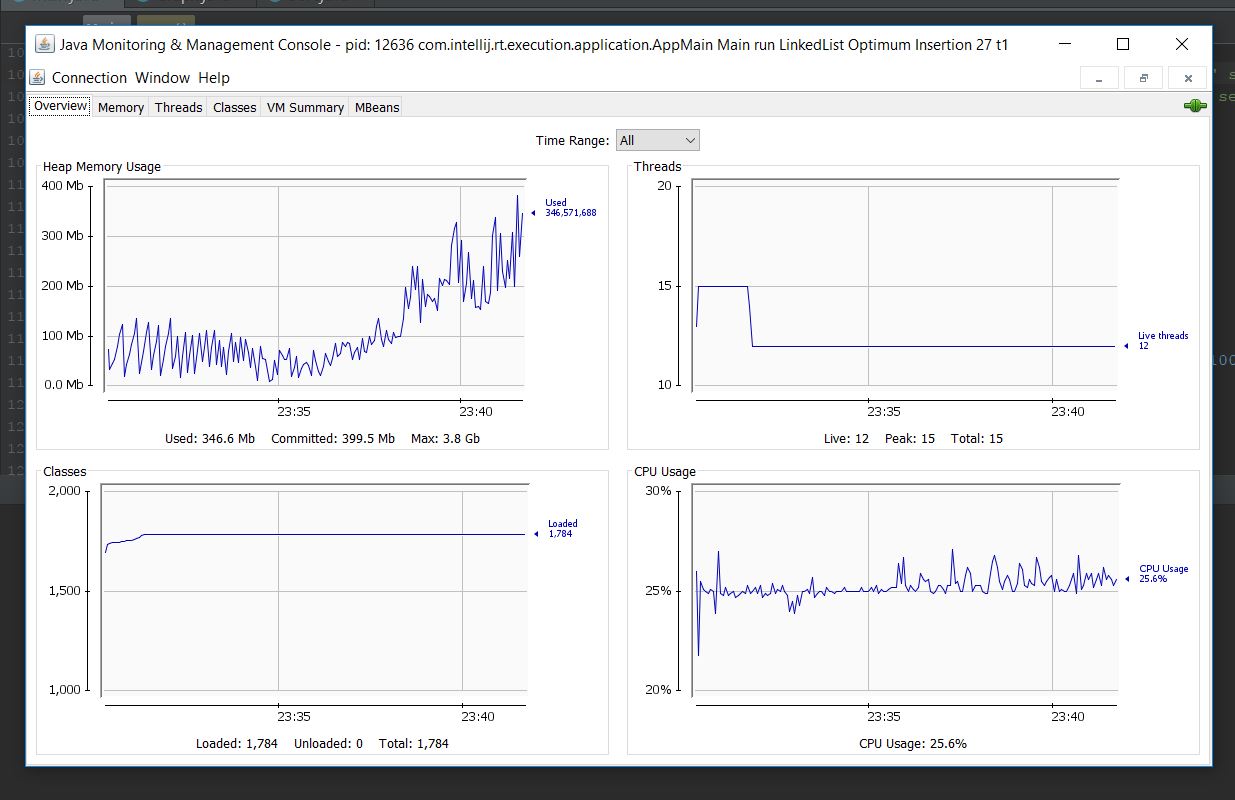 Java Monitoring & Management Console - pid: 12636 com.intellij.rt.execution.application.AppMain Main run LinkedList Optimum Insertion 27 t1
Connection Window Help
Overview Memory Threads Classes VM Summary MBeans
Time Range: All
Heap Memory Usage
400 Mb
300 Mb
200 Mb
100 Mb
0.0 Mb
Used
346,571,688
23:35 23:40
Used: 346.6 Mb Committed: 399.5 Mb Max: 3.8 Gb
Threads
20
15
10
Live threads
12
23:35 23:40
Live: 12 Peak: 15 Total: 15
Classes
2,000
1,500
1,000
Loaded
1,784
23:35 23:40
Loaded: 1,784 Unloaded: 0 Total: 1,784
CPU Usage
30%
25%
20%
CPU Usage
25.6%
23:35 23:40
CPU Usage: 25.6%